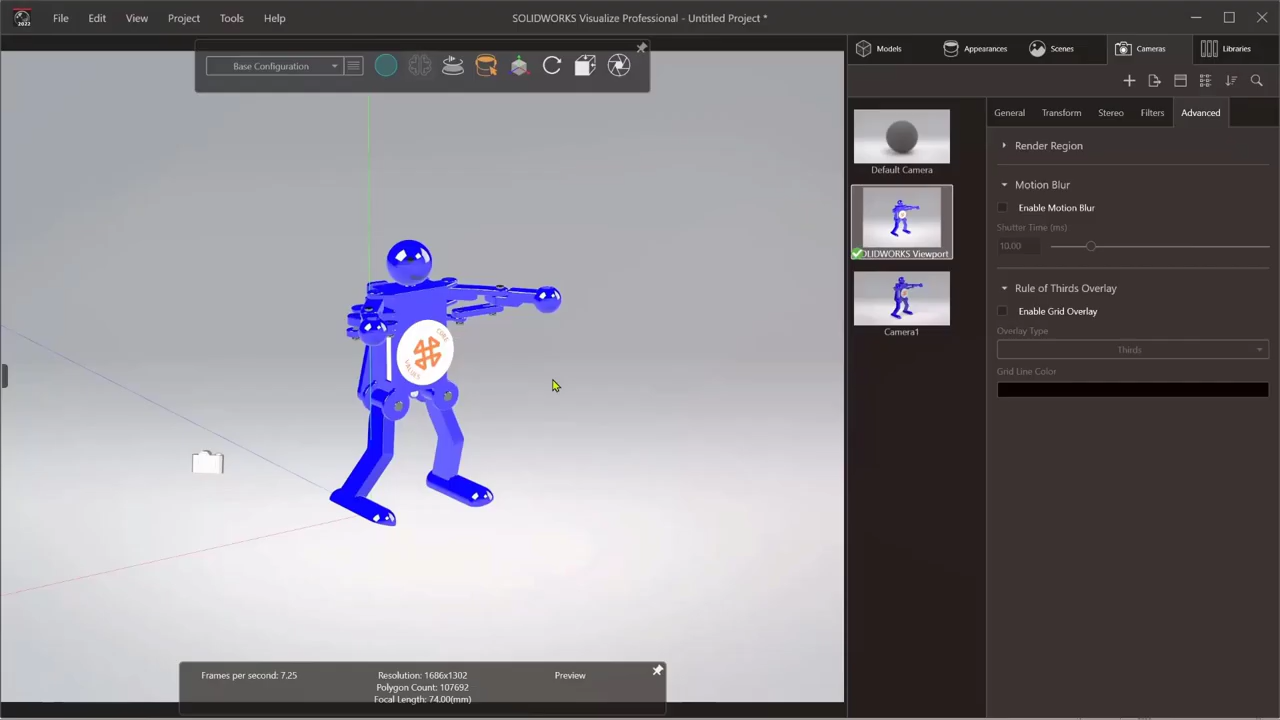 2022
File Edit View Project Tools Help
SOLIDWORKS Visualize Professional - Untitled Project *
Base Configuration
Models Appearances Scenes Cameras Libraries
General Transform Stereo Filters Advanced
Default Camera
OLIDWORKS Viewport
Camera1
Render Region
Motion Blur
Enable Motion Blur
Shutter Time (ms)
10.00
Rule of Thirds Overlay
Enable Grid Overlay
Overlay Type
Thirds
Grid Line Color
CORE
VALUES
Frames per second: 7.25
Resolution: 1686x1302
Polygon Count: 107692
Focal Length: 74.00(mm)
Preview